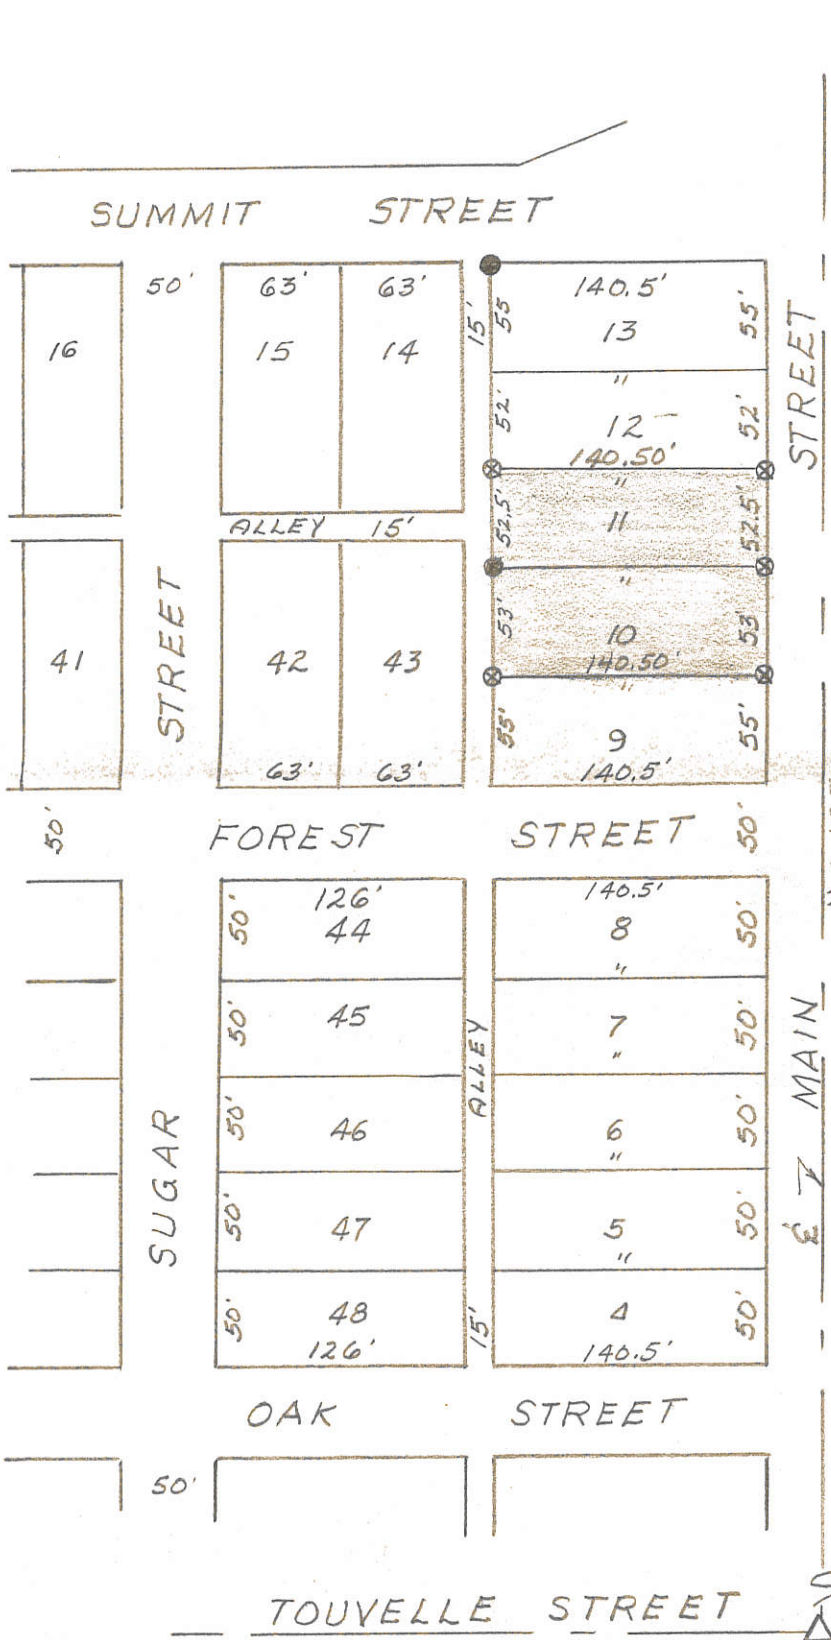 SUMMIT STREET
50' 63' 63' 140.5'
16 15 14 15' 55 13 55'
STREET
"
52' 12 52'
140.50'
"
ALLEY 15' 52.5' 11 52.5'
"
STREET
53' 10 53'
41 42 43 140.50'
"
55' 9 55'
63' 63' 140.5'
50' FOREST STREET 50'
126' 140.5'
50' 44 8 50'
"
50' 45 7 50'
"
ALLEY
MAIN
50' 46 6 50'
"
SUGAR
50' 47 5 50'
"
50' 48 15' 4 50'
126' 140.5'
OAK STREET
50'
TOUVELLE STREET